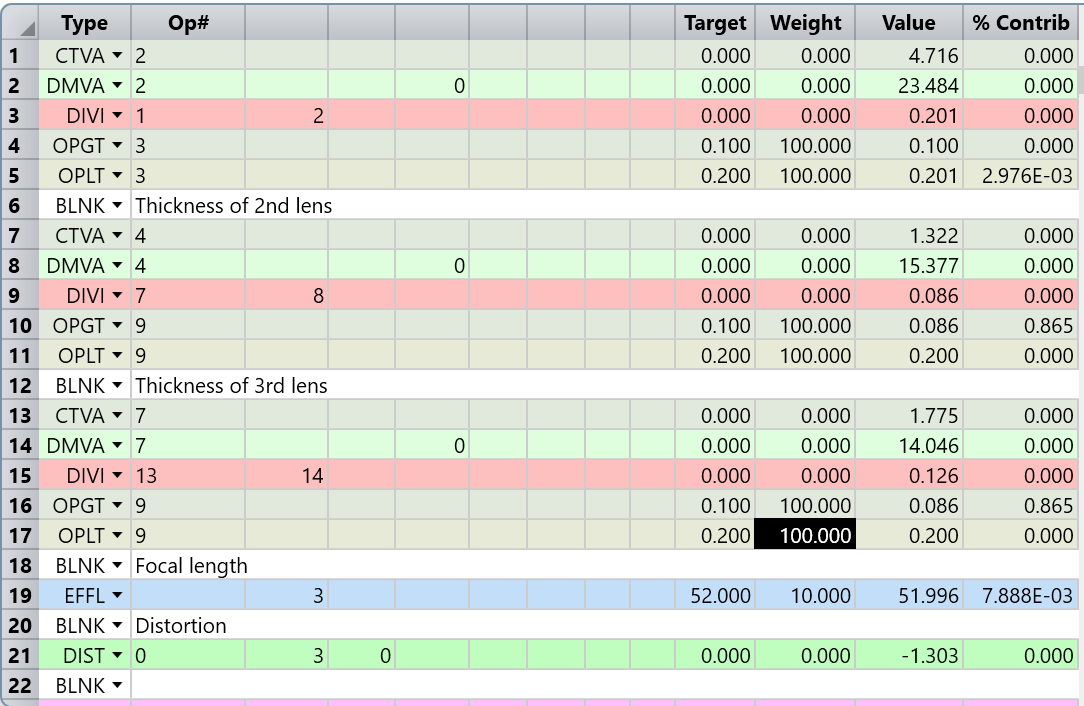 Type Op# Target Weight Value % Contrib
1 CTVA 2 0.000 0.000 4.716 0.000
2 DMVA 2 0 0.000 0.000 23.484 0.000
3 DIVI 1 2 0.000 0.000 0.201 0.000
4 OPGT 3 0.100 100.000 0.100 0.000
5 OPLT 3 0.200 100.000 0.201 2.976E-03
6 BLNK Thickness of 2nd lens
7 CTVA 4 0.000 0.000 1.322 0.000
8 DMVA 4 0 0.000 0.000 15.377 0.000
9 DIVI 7 8 0.000 0.000 0.086 0.000
10 OPGT 9 0.100 100.000 0.086 0.865
11 OPLT 9 0.200 100.000 0.200 0.000
12 BLNK Thickness of 3rd lens
13 CTVA 7 0.000 0.000 1.775 0.000
14 DMVA 7 0 0.000 0.000 14.046 0.000
15 DIVI 13 14 0.000 0.000 0.126 0.000
16 OPGT 9 0.100 100.000 0.086 0.865
17 OPLT 9 0.200 100.000 0.200 0.000
18 BLNK Focal length
19 EFFL 3 52.000 10.000 51.996 7.888E-03
20 BLNK Distortion
21 DIST 0 3 0 0.000 0.000 -1.303 0.000
22 BLNK